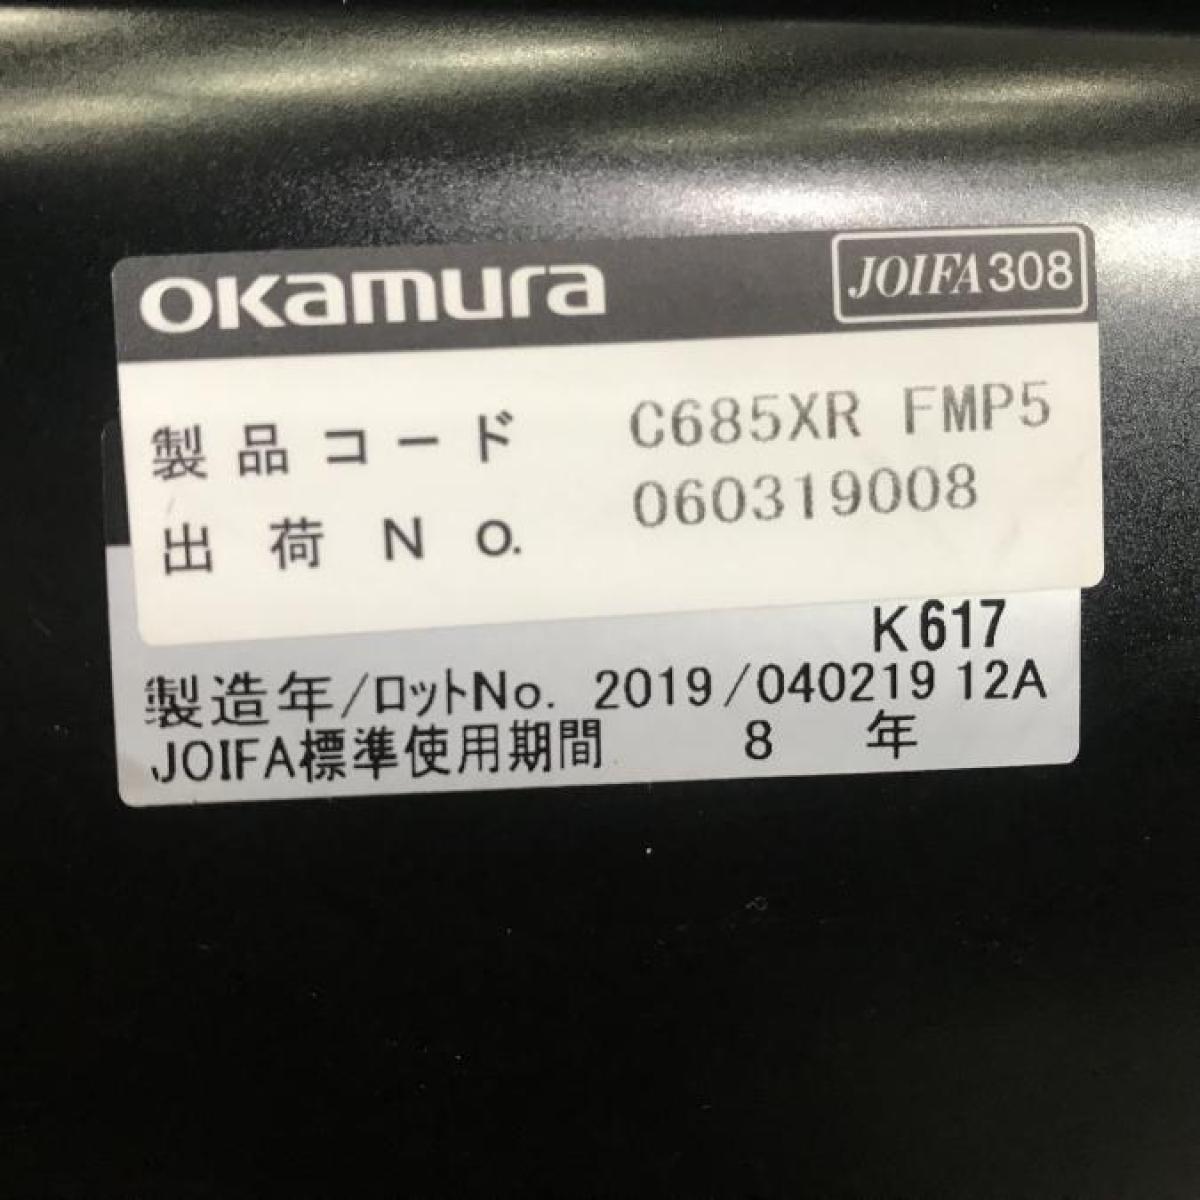 OKamura JOIFA308
製品コード C685XR FMP5
出荷No. 060319008
K617
製造年/ロットNo. 2019/040219 12A
JOIFA標準使用期間 8 年